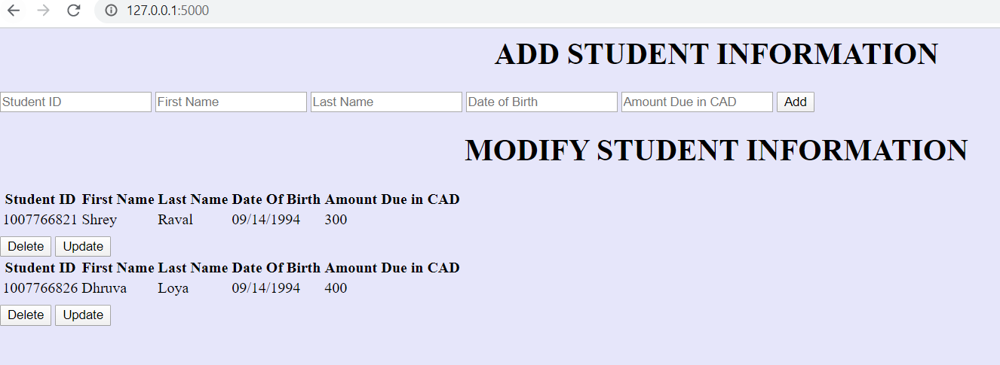 127.0.0.1:5000
ADD STUDENT INFORMATION
Student ID First Name Last Name Date of Birth Amount Due in CAD Add
MODIFY STUDENT INFORMATION
Student ID First Name Last Name Date Of Birth Amount Due in CAD
1007766821 Shrey Raval 09/14/1994 300
Delete Update
Student ID First Name Last Name Date Of Birth Amount Due in CAD
1007766826 Dhruva Loya 09/14/1994 400
Delete Update